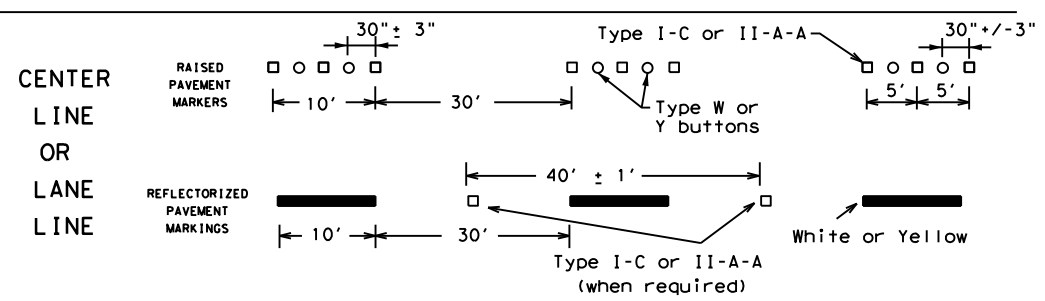 CENTER
LINE
OR
LANE
LINE
RAISED
PAVEMENT
MARKERS
30"± 3"
10'
30'
Type I-C or II-A-A
Type W or
Y buttons
30"+/-3"
5'
5'
REFLECTORIZED
PAVEMENT
MARKINGS
40' ± 1'
10'
30'
Type I-C or II-A-A
(when required)
White or Yellow